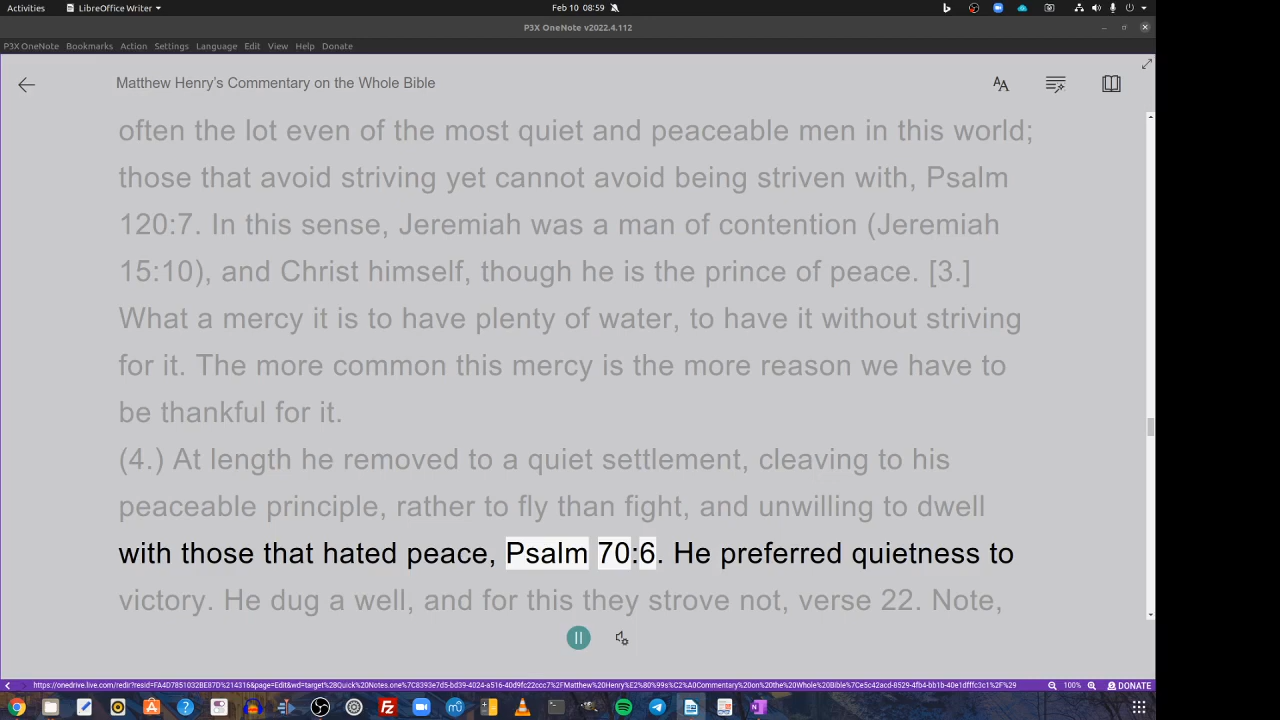 Activities
LibreOffice Writer
Feb 10 08:59
P3X OneNote v2022.4.112
P3X OneNote Bookmarks Action Settings Language Edit View Help Donate
Matthew Henry's Commentary on the Whole Bible
often the lot even of the most quiet and peaceable men in this world;
those that avoid striving yet cannot avoid being striven with, Psalm
120:7. In this sense, Jeremiah was a man of contention (Jeremiah
15:10), and Christ himself, though he is the prince of peace. [3.]
What a mercy it is to have plenty of water, to have it without striving
for it. The more common this mercy is the more reason we have to
be thankful for it.
(4.) At length he removed to a quiet settlement, cleaving to his
peaceable principle, rather to fly than fight, and unwilling to dwell
with those that hated peace, Psalm 70:6. He preferred quietness to
victory. He dug a well, and for this they strove not, verse 22. Note,
100%
DONATE